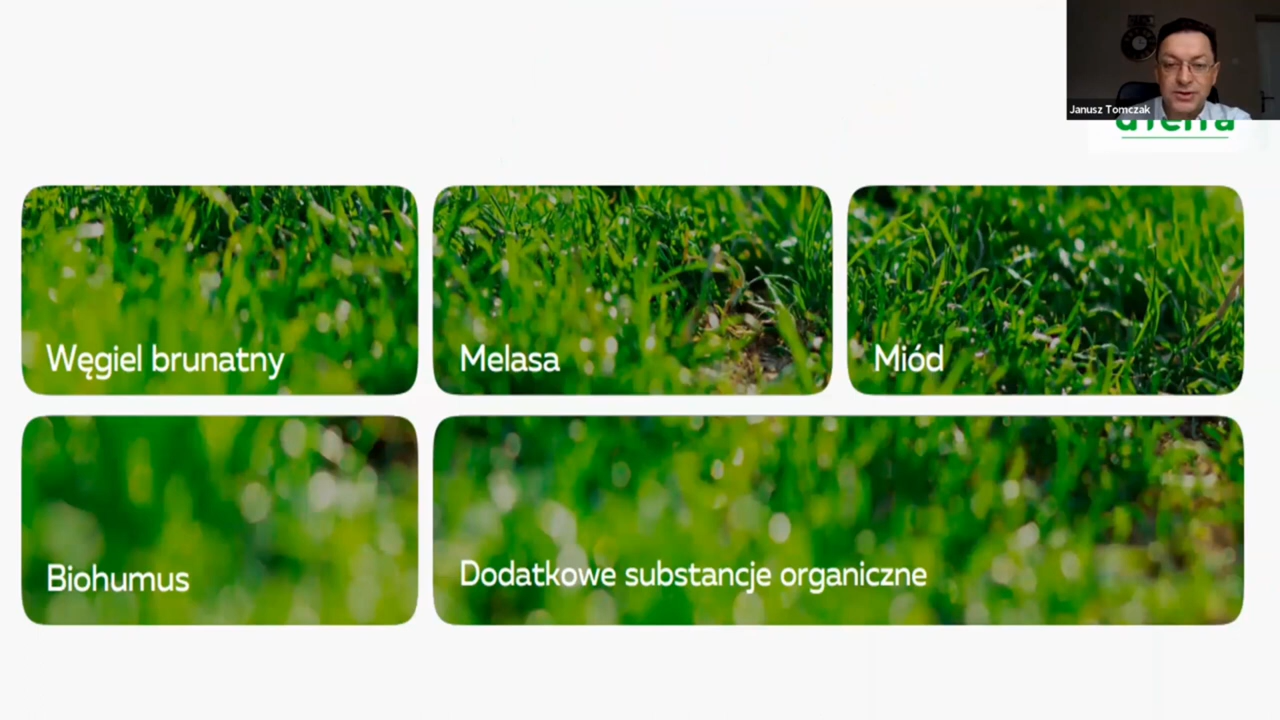 Janusz Tomczak
Węgiel brunatny
Melasa
Miód
Biohumus
Dodatkowe substancje organiczne